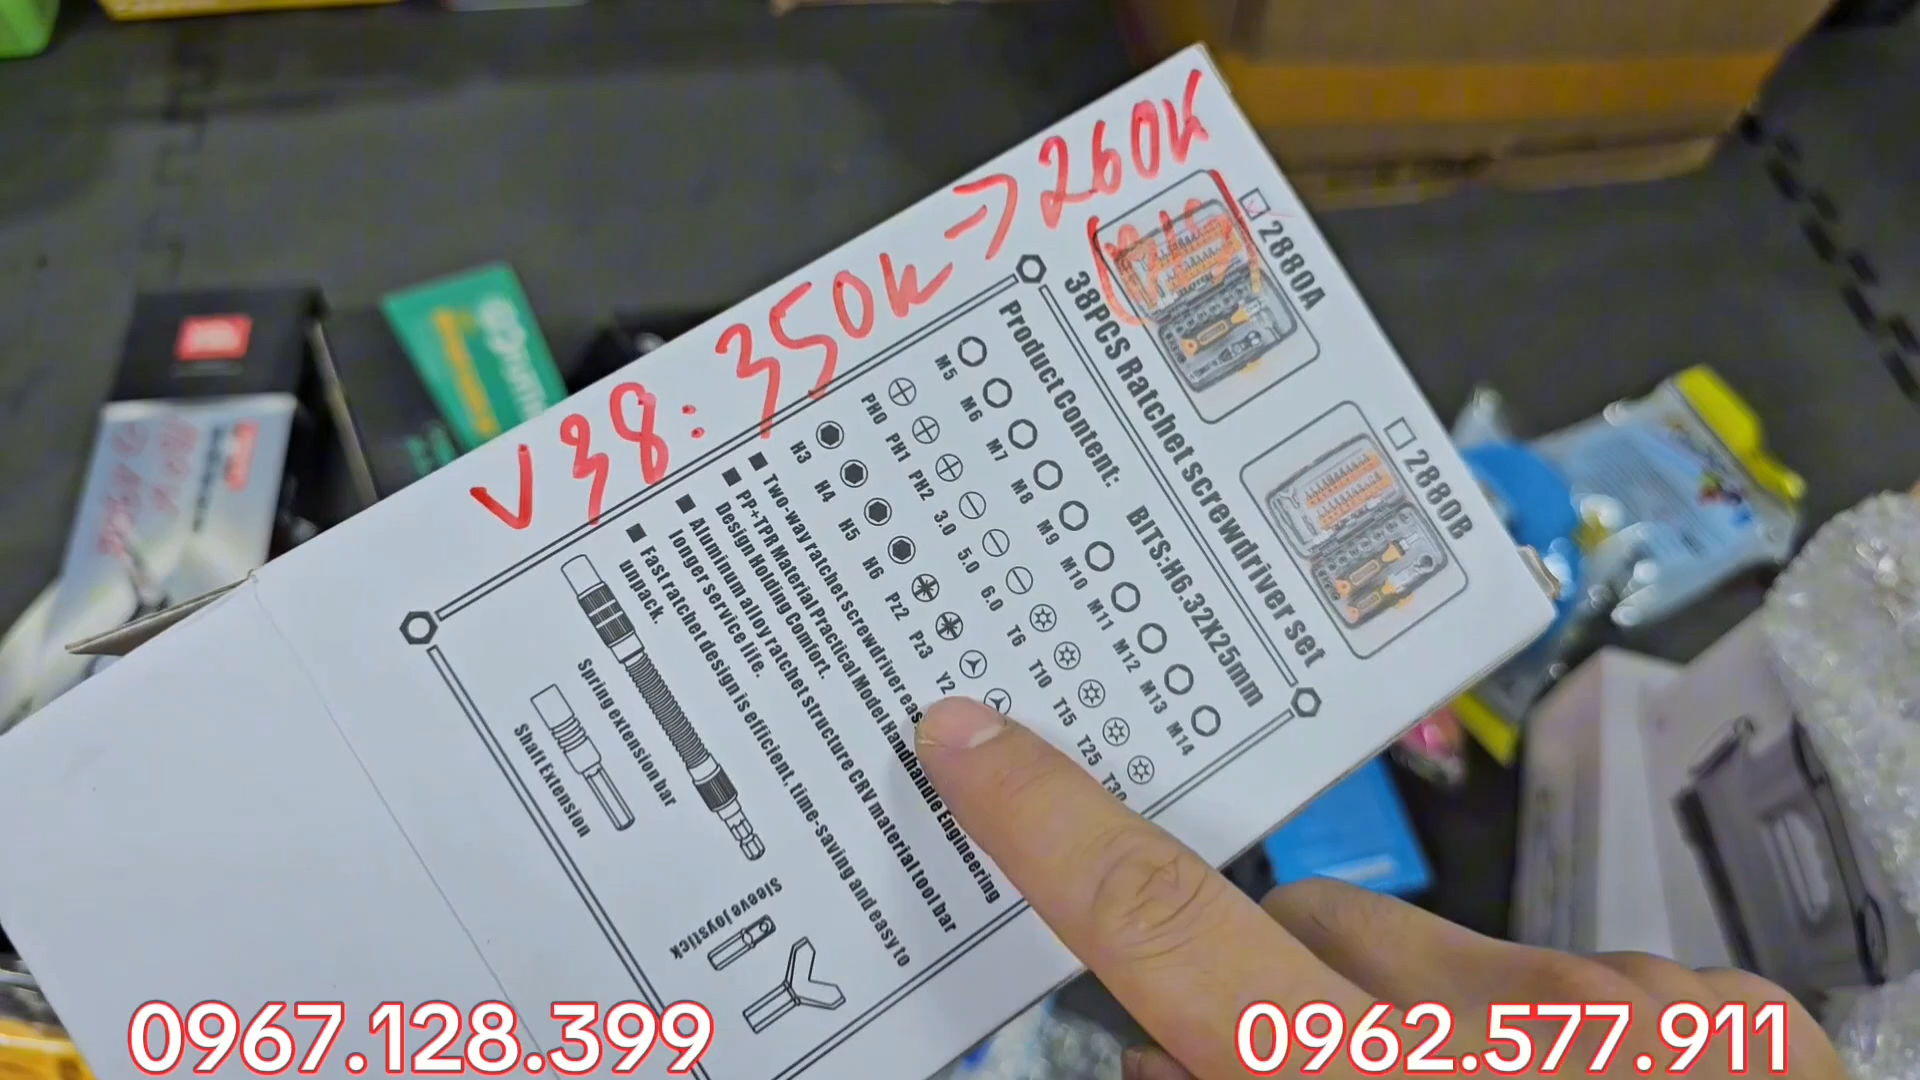 V38: 350k → 260k
2880A
2880B
38PCS Ratchet screwdriver set
Product Content: BITS:H6.32X25mm
M5 M6 M7 M8 M9 M10 M11 M12 M13 M14
PH0 PH1 PH2 3.0 5.0 6.0 T6 T10 T15 T25 T30
H3 H4 H5 H6 Pz2 Pz3 Y2
■ Two-way ratchet screwdriver
■ PP+TPR Material Practical Model Handhandle Engineering
Design Holding Comfort.
■ Aluminum alloy ratchet structure CRV material tool bar
longer service life.
■ Fast ratchet design is efficient, time-saving and easy to
unpack.
Spring extension bar
Shaft Extension
Sleeve joystick
0967.128.399
0962.577.911